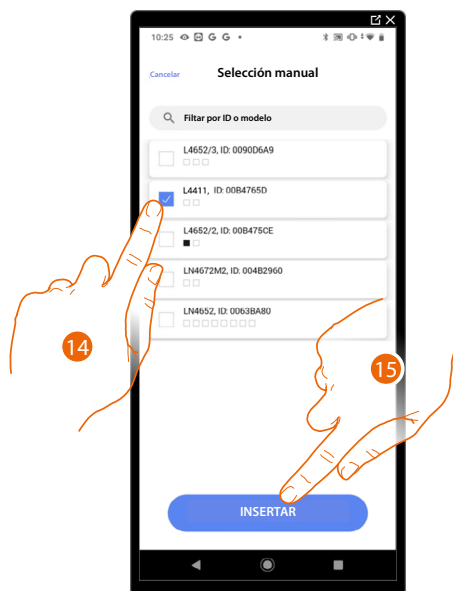 10:25 G G
Cancelar Selección manual
Filtar por ID o modelo
L4652/3, ID: 0090D6A9
L4411, ID: 00B4765D
L4652/2, ID: 00B475CE
LN4672M2, ID: 004B2960
LN4652, ID: 0063BA80
14
15
INSERTAR